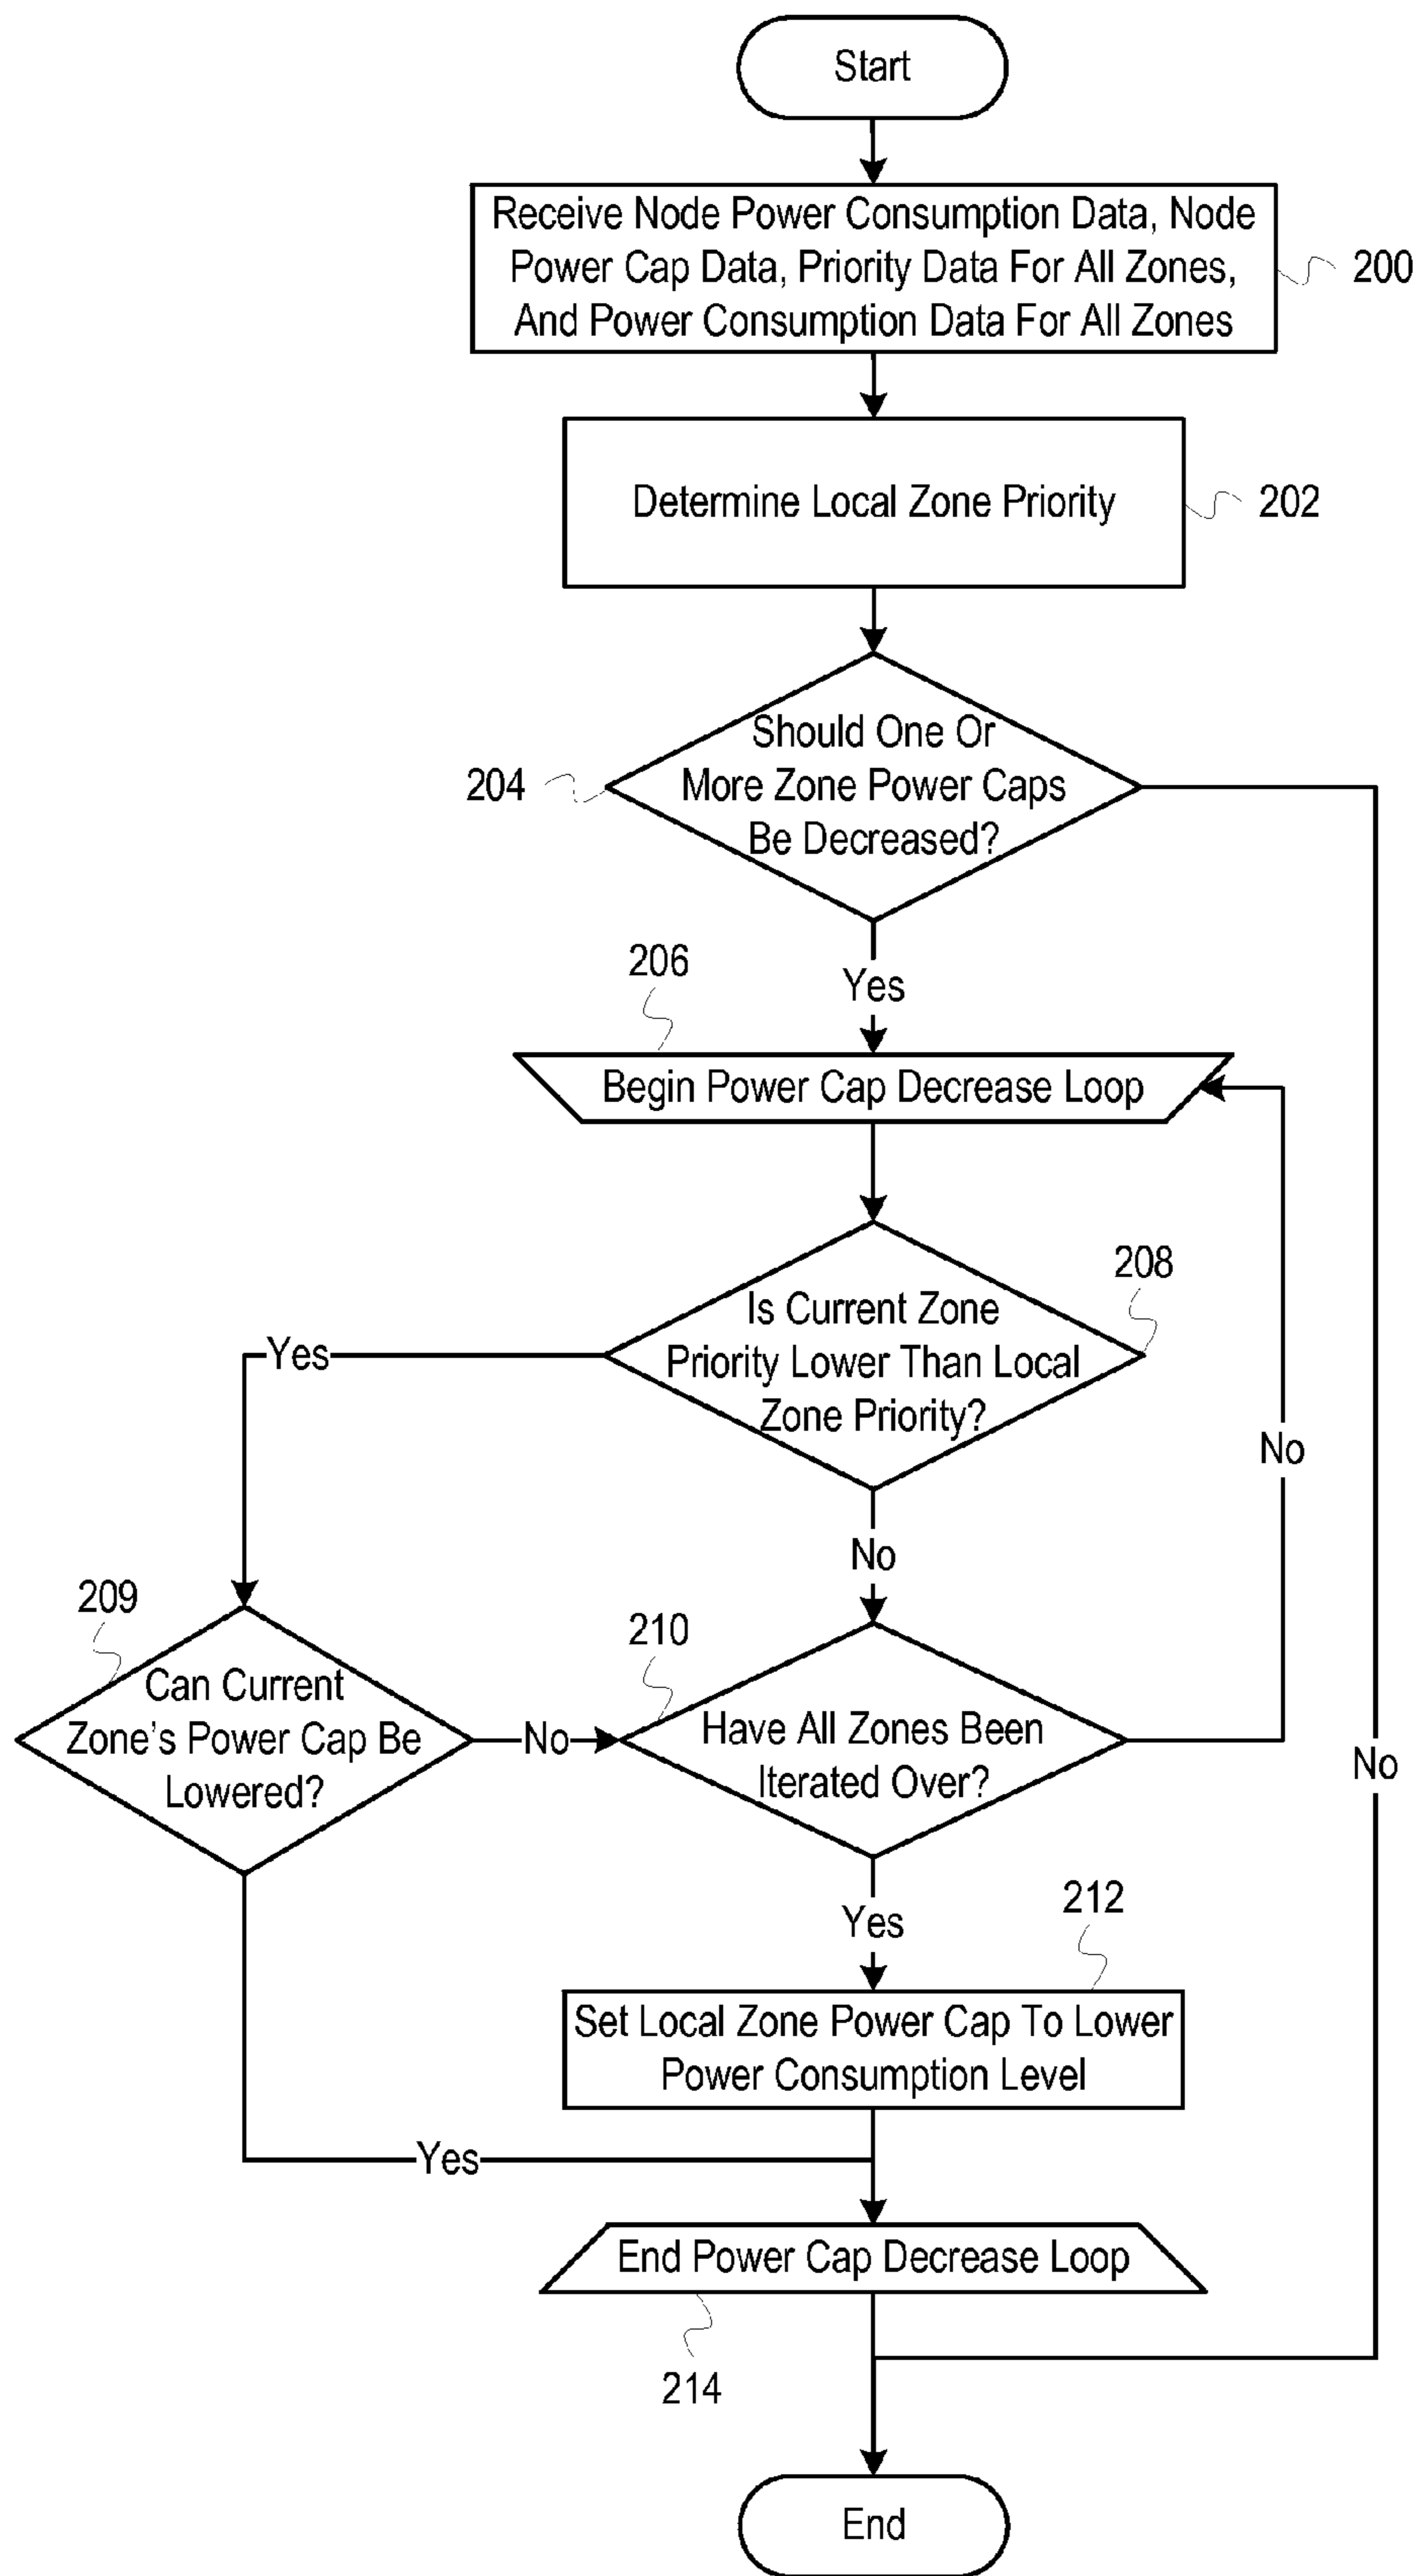 Start
Receive Node Power Consumption Data, Node
Power Cap Data, Priority Data For All Zones,
And Power Consumption Data For All Zones
200
Determine Local Zone Priority
202
Should One Or
More Zone Power Caps
Be Decreased?
204
Yes
206
Begin Power Cap Decrease Loop
208
Is Current Zone
Priority Lower Than Local
Zone Priority?
Yes
No
No
209
Can Current
Zone's Power Cap Be
Lowered?
No
210
Have All Zones Been
Iterated Over?
No
Yes
212
Set Local Zone Power Cap To Lower
Power Consumption Level
Yes
End Power Cap Decrease Loop
214
End